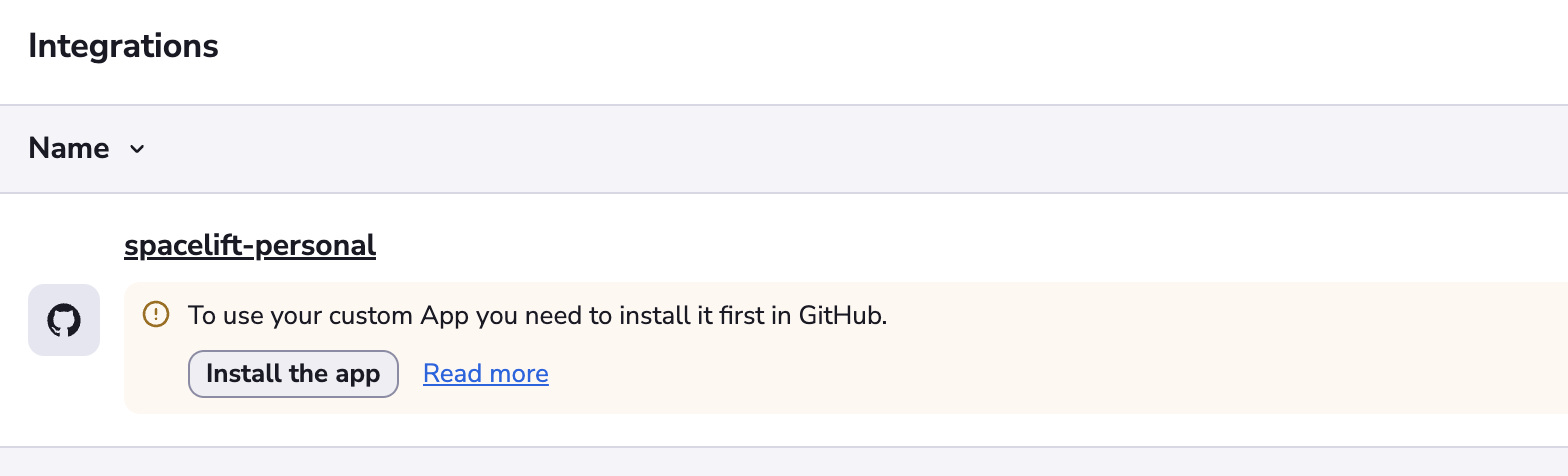 Integrations
Name
spacelift-personal
To use your custom App you need to install it first in GitHub.
Install the app Read more